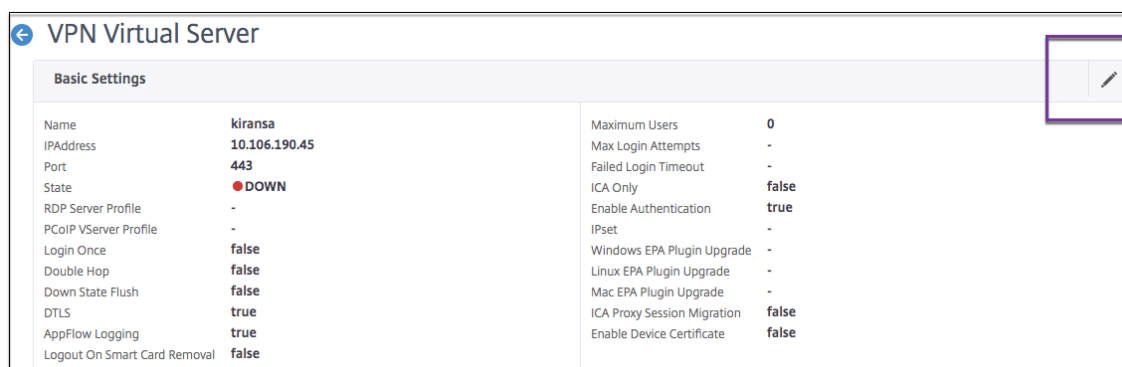 VPN Virtual Server
Basic Settings
Name kiransa
IPAddress 10.106.190.45
Port 443
State DOWN
RDP Server Profile -
PCoIP VServer Profile -
Login Once false
Double Hop false
Down State Flush false
DTLS true
AppFlow Logging true
Logout On Smart Card Removal false
Maximum Users 0
Max Login Attempts -
Failed Login Timeout -
ICA Only false
Enable Authentication true
IPset -
Windows EPA Plugin Upgrade -
Linux EPA Plugin Upgrade -
Mac EPA Plugin Upgrade -
ICA Proxy Session Migration false
Enable Device Certificate false